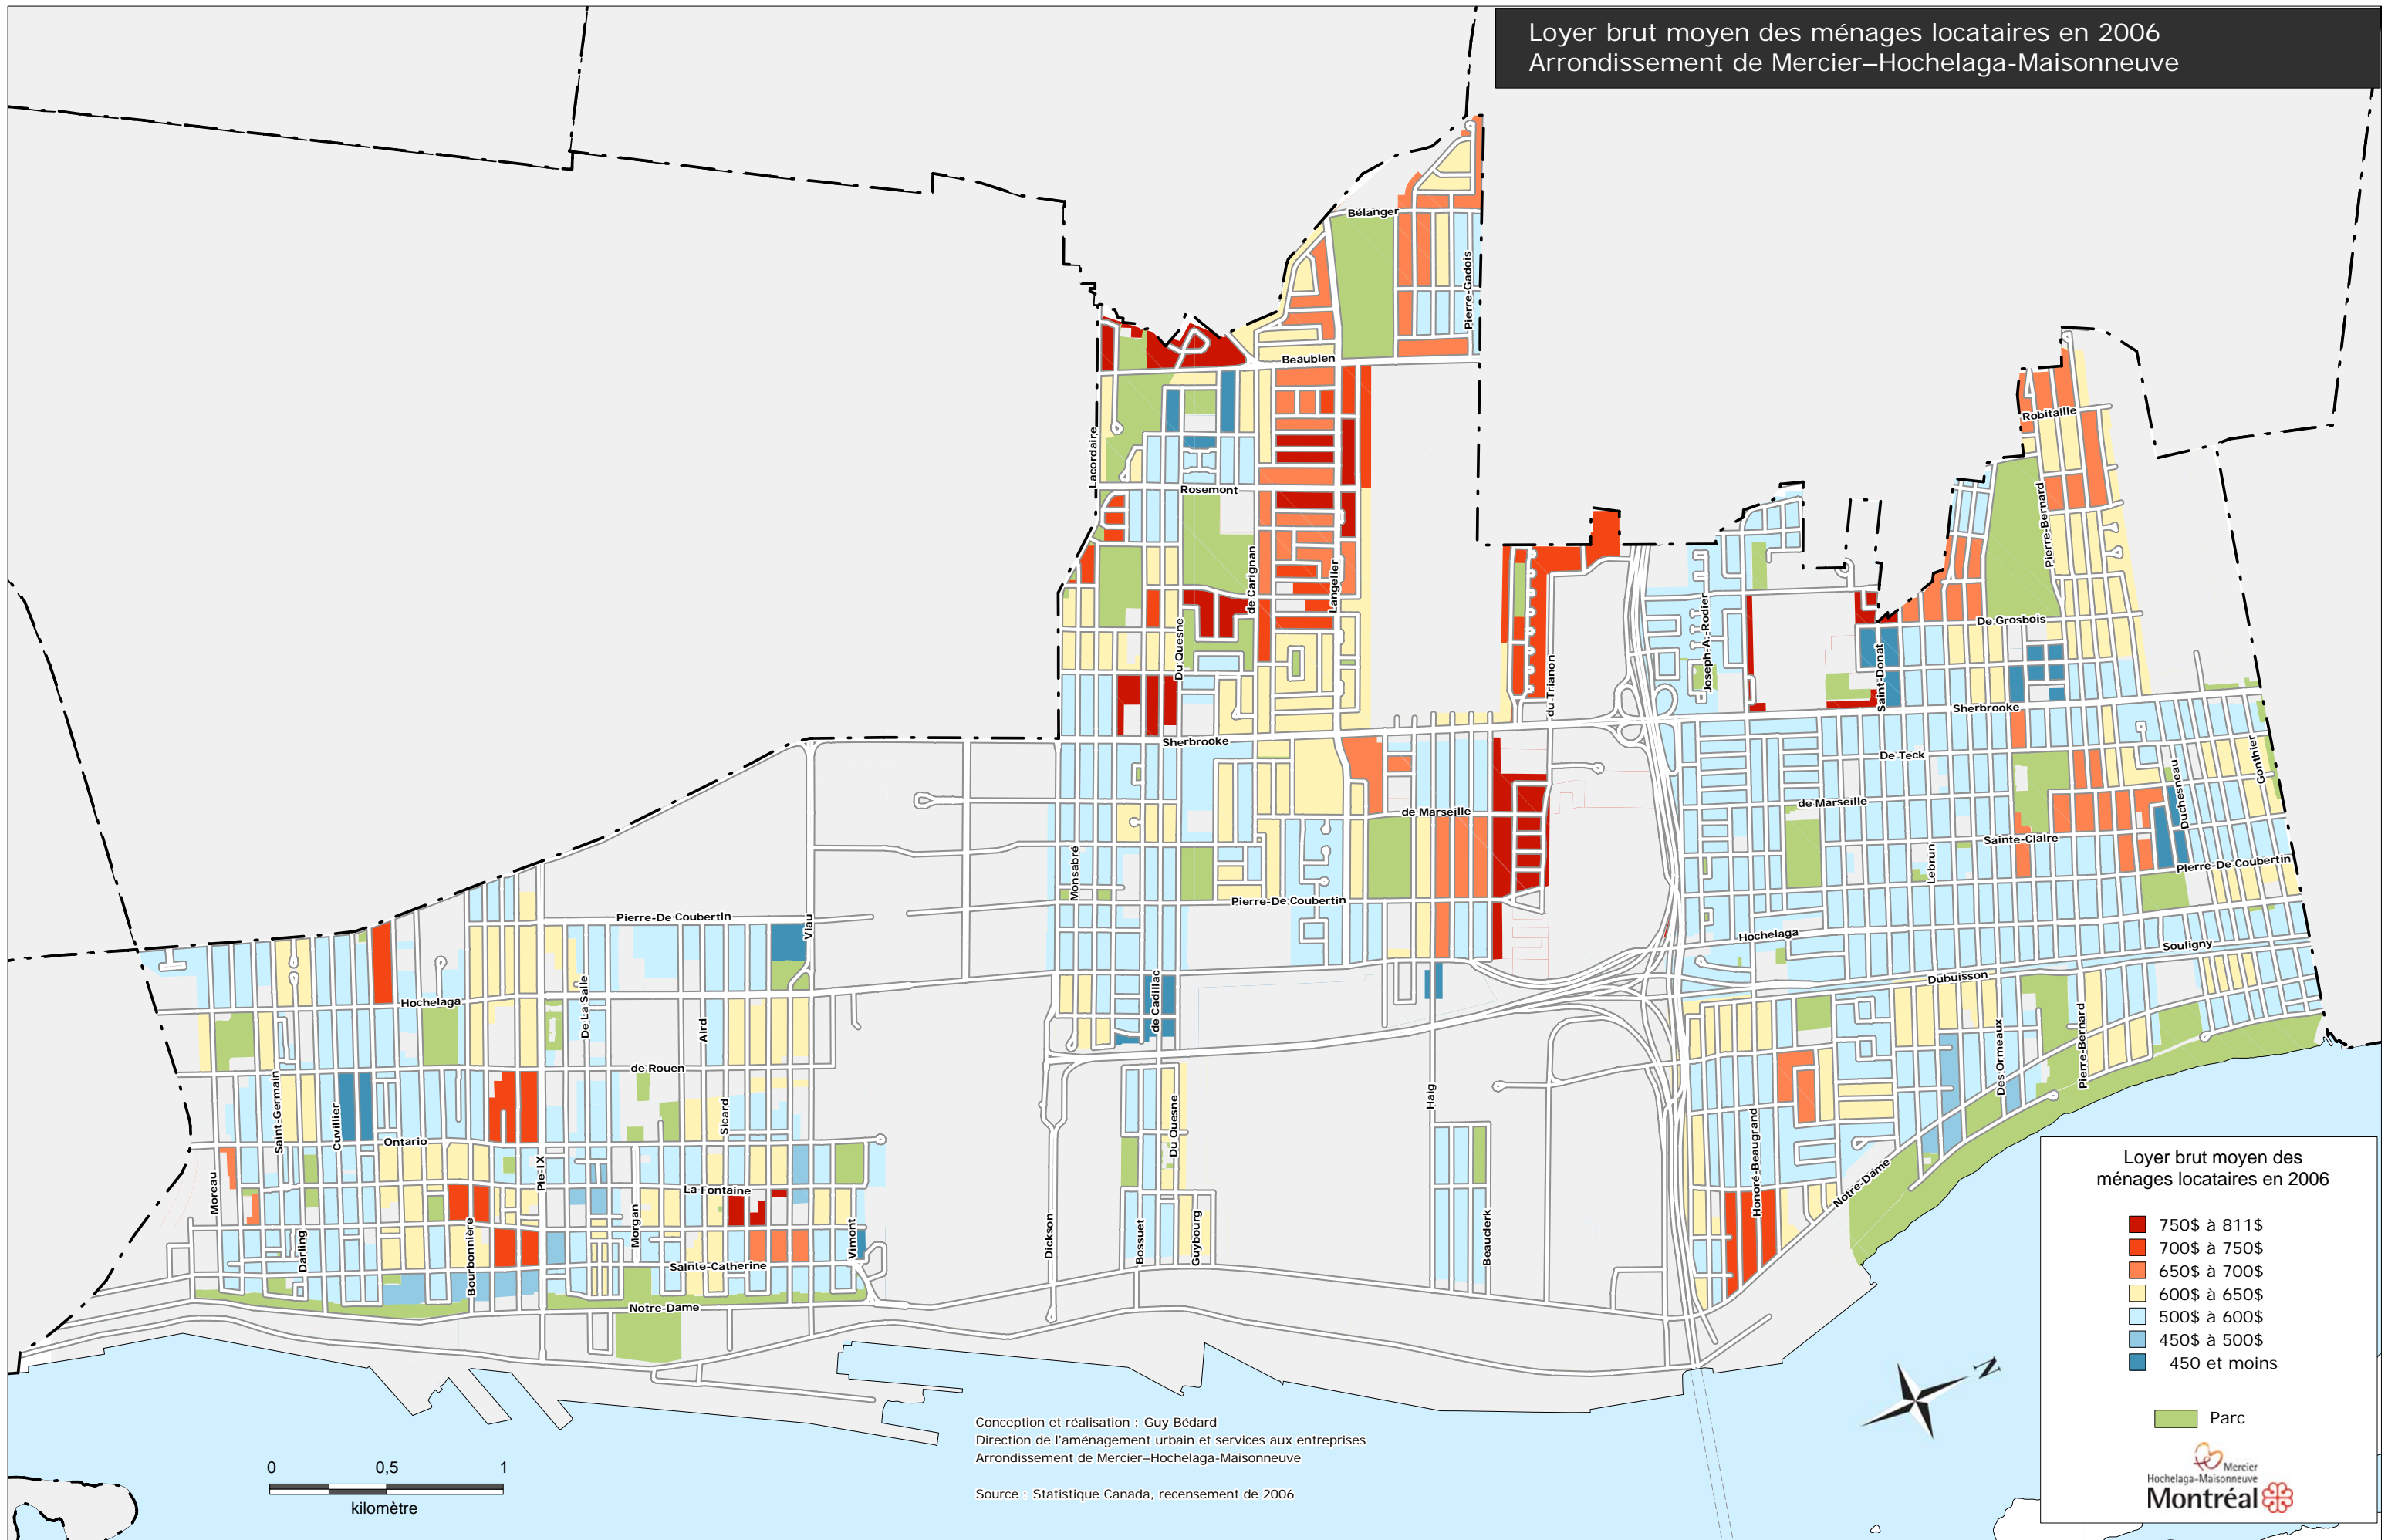 Loyer brut moyen des ménages locataires en 2006
Arrondissement de Mercier–Hochelaga-Maisonneuve
Bélanger
Pierre-Gadois
Beaubien
Lacordaire
Rosemont
de Carignan
Langelier
Du Quesne
Sherbrooke
du Trianon
Joseph-A.-Rodier
Saint-Donat
Robitaille
Pierre-Bernard
De Grosbois
Sherbrooke
De Teck
de Marseille
de Marseille
Sainte-Claire
Lebrun
Duchesneau
Gonthier
Pierre-De Coubertin
Monsabré
Pierre-De Coubertin
Pierre-De Coubertin
Viau
Hochelaga
Souligny
Dubuisson
Hochelaga
De La Salle
Aird
de Cadillac
de Rouen
Saint-Germain
Cuvillier
Ontario
Sicard
Du Quesne
Haig
Honoré-Beaugrand
Des Ormeaux
Pierre-Bernard
Notre-Dame
Moreau
Pie-IX
La Fontaine
Darling
Bourbonnière
Morgan
Vimont
Sainte-Catherine
Notre-Dame
Dickson
Bossuet
Guybourg
Beauclerk
N
Loyer brut moyen des
ménages locataires en 2006
750$ à 811$
700$ à 750$
650$ à 700$
600$ à 650$
500$ à 600$
450$ à 500$
450 et moins
Parc
Mercier
Hochelaga-Maisonneuve
Montréal
0 0,5 1
kilomètre
Conception et réalisation : Guy Bédard
Direction de l'aménagement urbain et services aux entreprises
Arrondissement de Mercier–Hochelaga-Maisonneuve
Source : Statistique Canada, recensement de 2006